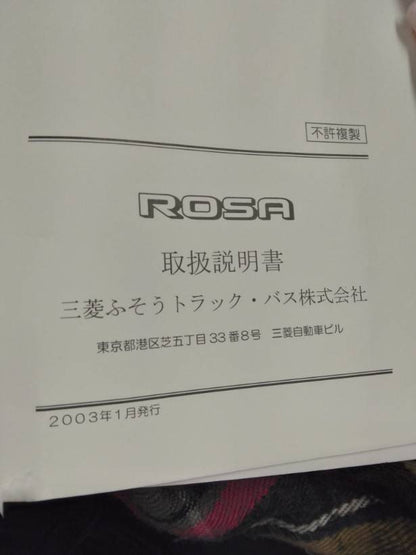 不許複製
ROSA
取扱説明書
三菱ふそうトラック・バス株式会社
東京都港区芝五丁目33番8号 三菱自動車ビル
2003年1月発行